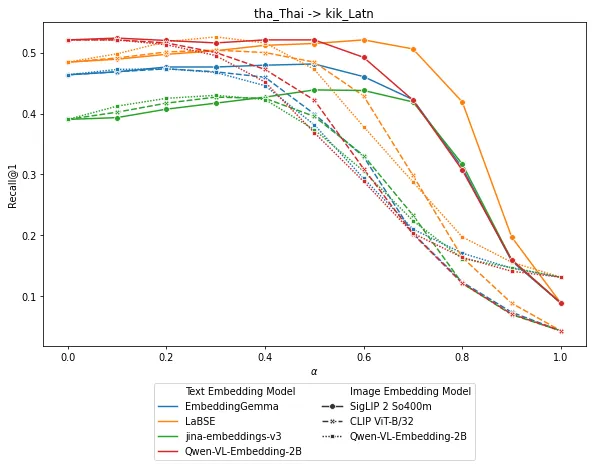 tha_Thai -> kik_Latn
0.5
0.4
0.3
0.2
0.1
Recall@1
0.0 0.2 0.4 0.6 0.8 1.0
α
Text Embedding Model Image Embedding Model
EmbeddingGemma SigLIP 2 So400m
LaBSE CLIP ViT-B/32
jina-embeddings-v3 Qwen-VL-Embedding-2B
Qwen-VL-Embedding-2B